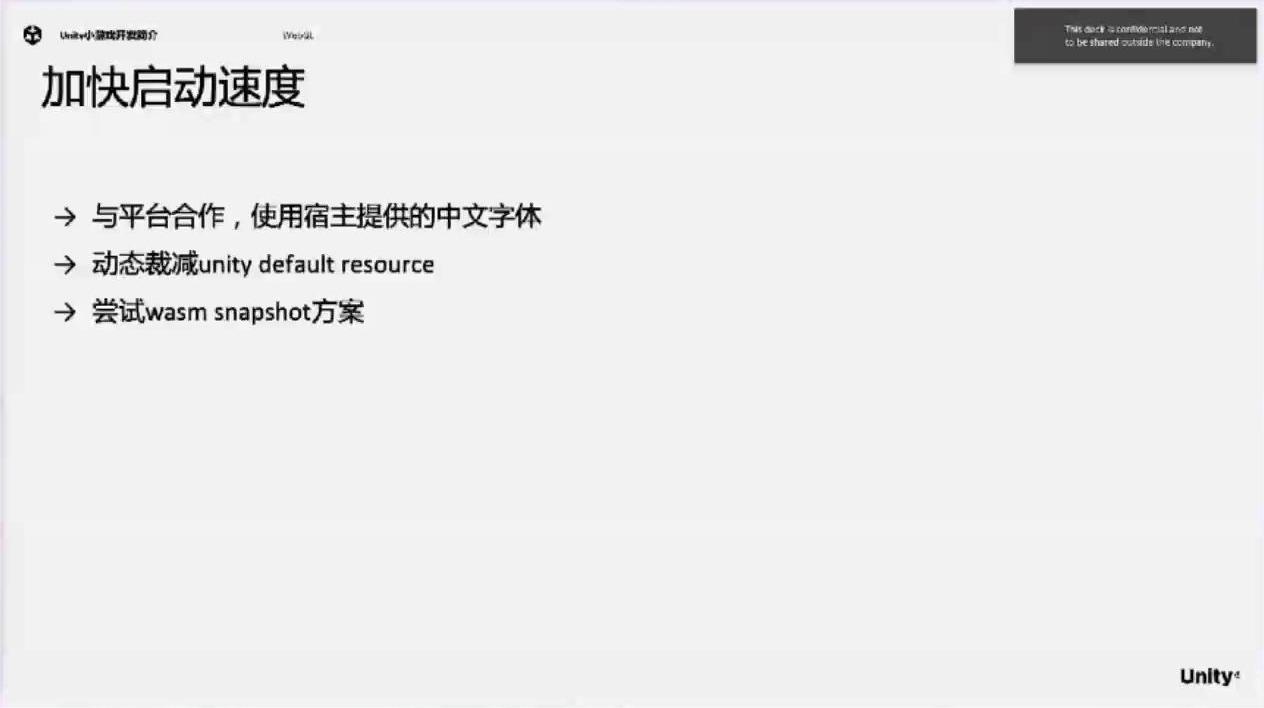 Unity小游戏开发简介
WebGL
This deck is confidential and not
to be shared outside the company.
加快启动速度
→ 与平台合作，使用宿主提供的中文字体
→ 动态裁减unity default resource
→ 尝试wasm snapshot方案
Unity